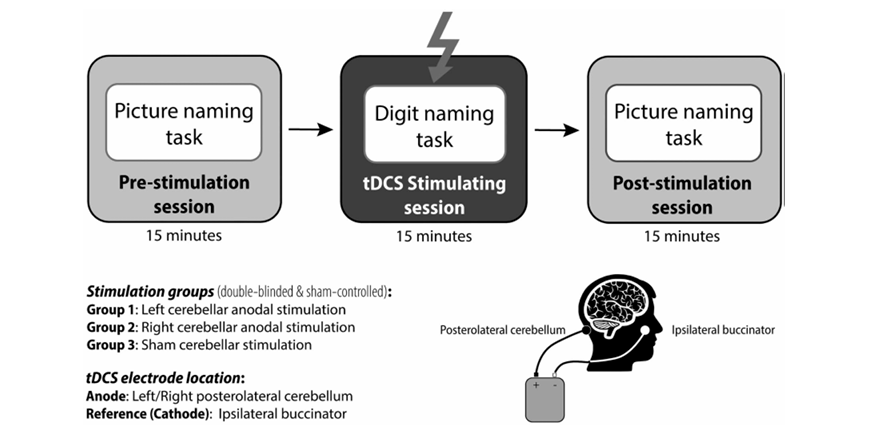 Picture naming
task
Pre-stimulation
session
15 minutes
Digit naming
task
tDCS Stimulating
session
15 minutes
Picture naming
task
Post-stimulation
session
15 minutes
Stimulation groups (double-blinded & sham-controlled):
Group 1: Left cerebellar anodal stimulation
Group 2: Right cerebellar anodal stimulation
Group 3: Sham cerebellar stimulation
tDCS electrode location:
Anode: Left/Right posterolateral cerebellum
Reference (Cathode): Ipsilateral buccinator
Posterolateral cerebellum
Ipsilateral buccinator
+ -